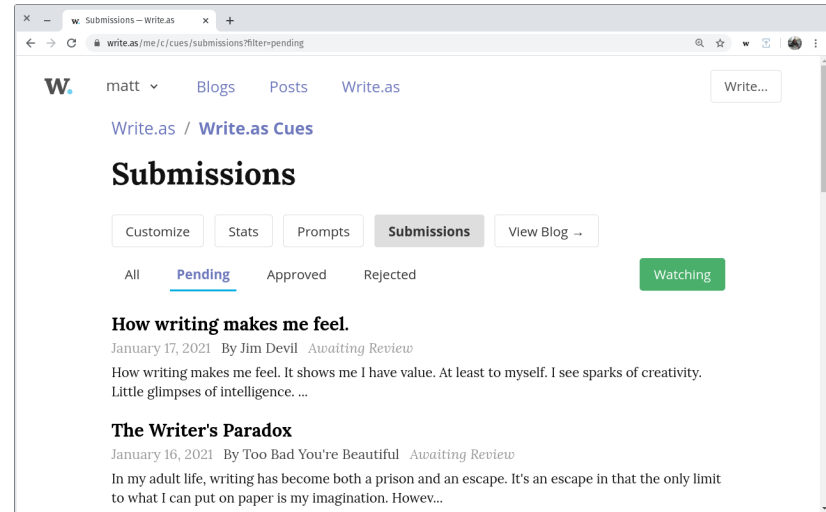 Submissions — Write.as
write.as/me/c/cues/submissions?filter=pending
w
w. matt Blogs Posts Write.as Write...
Write.as / Write.as Cues
Submissions
Customize Stats Prompts Submissions View Blog →
All Pending Approved Rejected Watching
How writing makes me feel.
January 17, 2021 By Jim Devil Awaiting Review
How writing makes me feel. It shows me I have value. At least to myself. I see sparks of creativity.
Little glimpses of intelligence. ...
The Writer's Paradox
January 16, 2021 By Too Bad You're Beautiful Awaiting Review
In my adult life, writing has become both a prison and an escape. It's an escape in that the only limit
to what I can put on paper is my imagination. Howev...